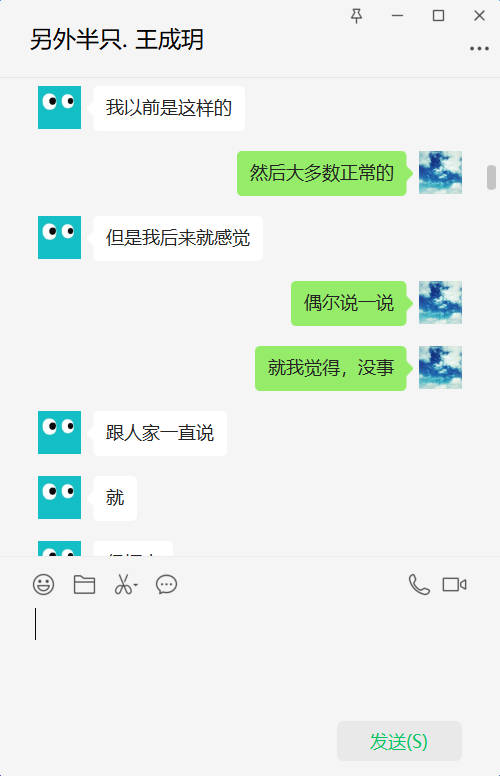 另外半只. 王成玥
我以前是这样的
然后大多数正常的
但是我后来就感觉
偶尔说一说
就我觉得，没事
跟人家一直说
就
发送(S)